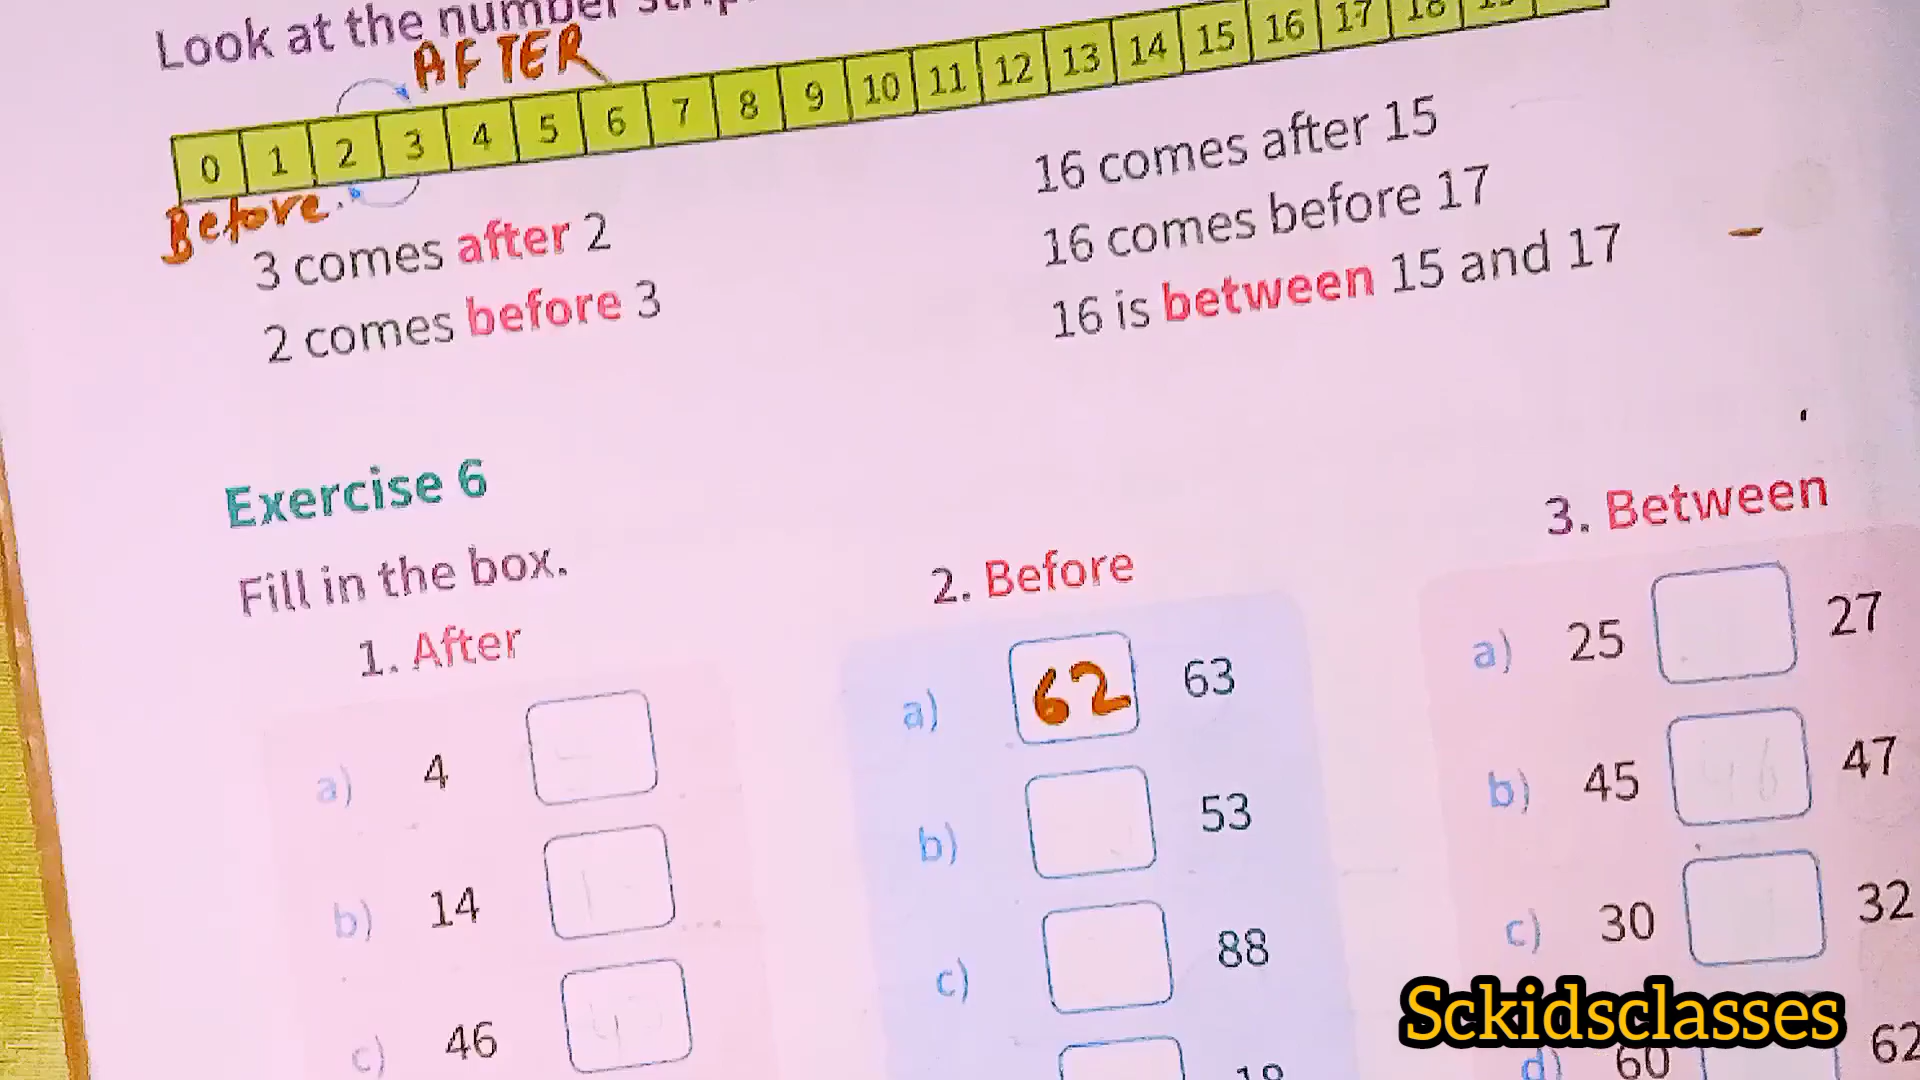 Look at the number
AFTER
0 1 2 3 4 5 6 7 8 9 10 11 12 13 14 15 16 17 18
Before
3 comes after 2
2 comes before 3
16 comes after 15
16 comes before 17
16 is between 15 and 17
Exercise 6
Fill in the box.
1. After
a) 4
b) 14
c) 46
2. Before
a) 62 63
b) 53
c) 88
3. Between
a) 25 27
b) 45 47
c) 30 32
d) 60 62
Sckidsclasses